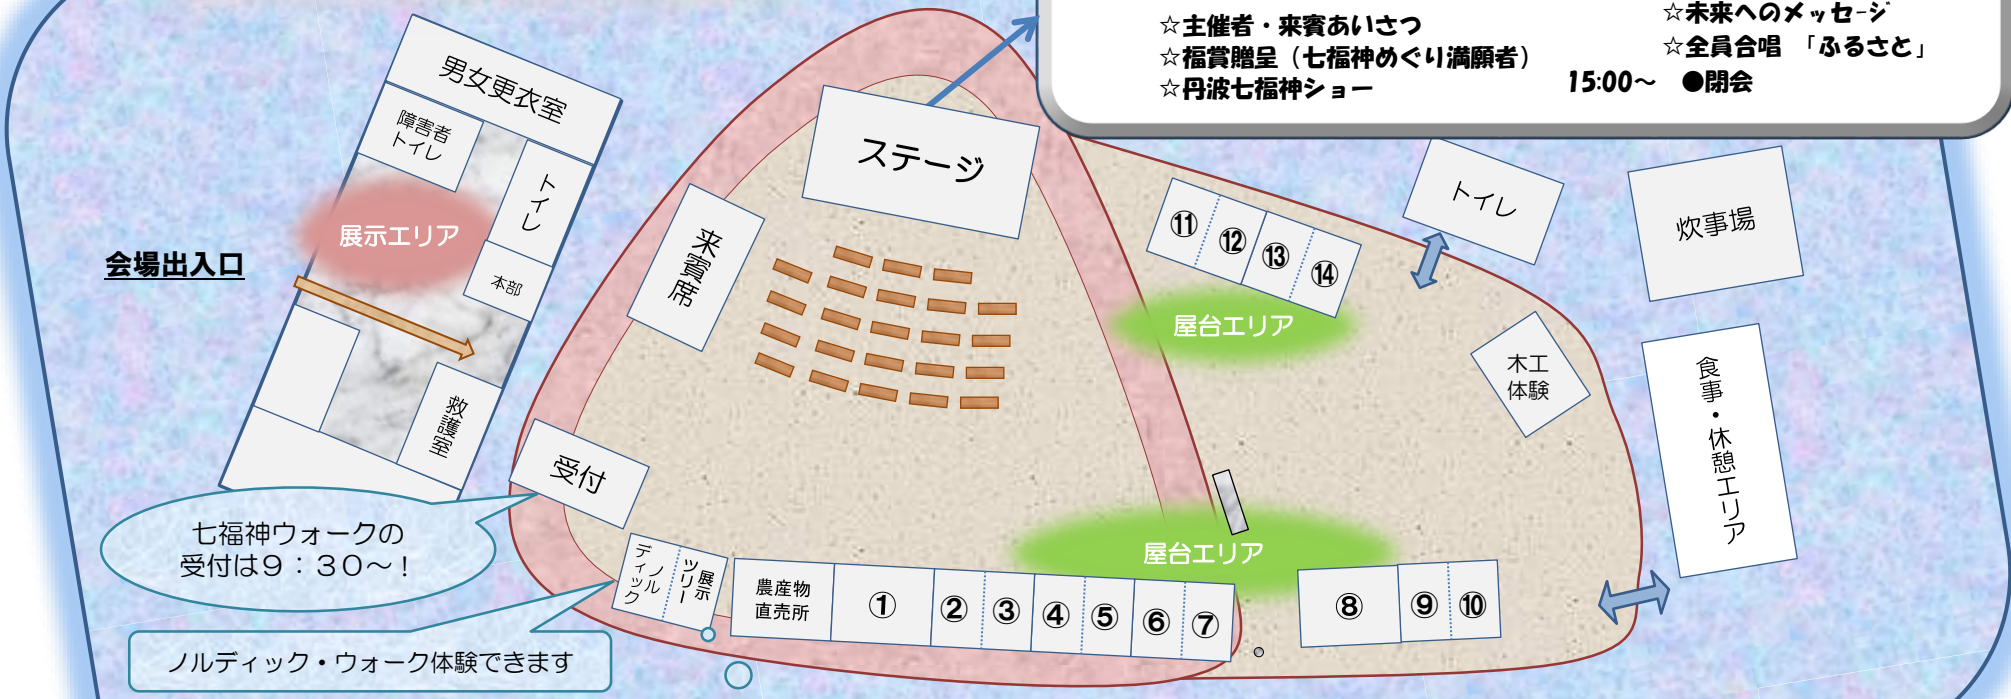 ☆主催者・来賓あいさつ
☆福賞贈呈（七福神めぐり満願者）
☆丹波七福神ショー
☆未来へのメッセージ
☆全員合唱 「ふるさと」
15:00～ ●閉会
男女更衣室
障害者
トイレ
トイレ
展示エリア
本部
会場出入口
救護室
ステージ
来賓席
受付
七福神ウォークの
受付は９：３０～！
ノルディック
展示
ツリー
ノルディック・ウォーク体験できます
農産物
直売所
①
②
③
④
⑤
⑥
⑦
屋台エリア
⑧
⑨
⑩
⑪
⑫
⑬
⑭
屋台エリア
トイレ
炊事場
木工
体験
食事・休憩エリア